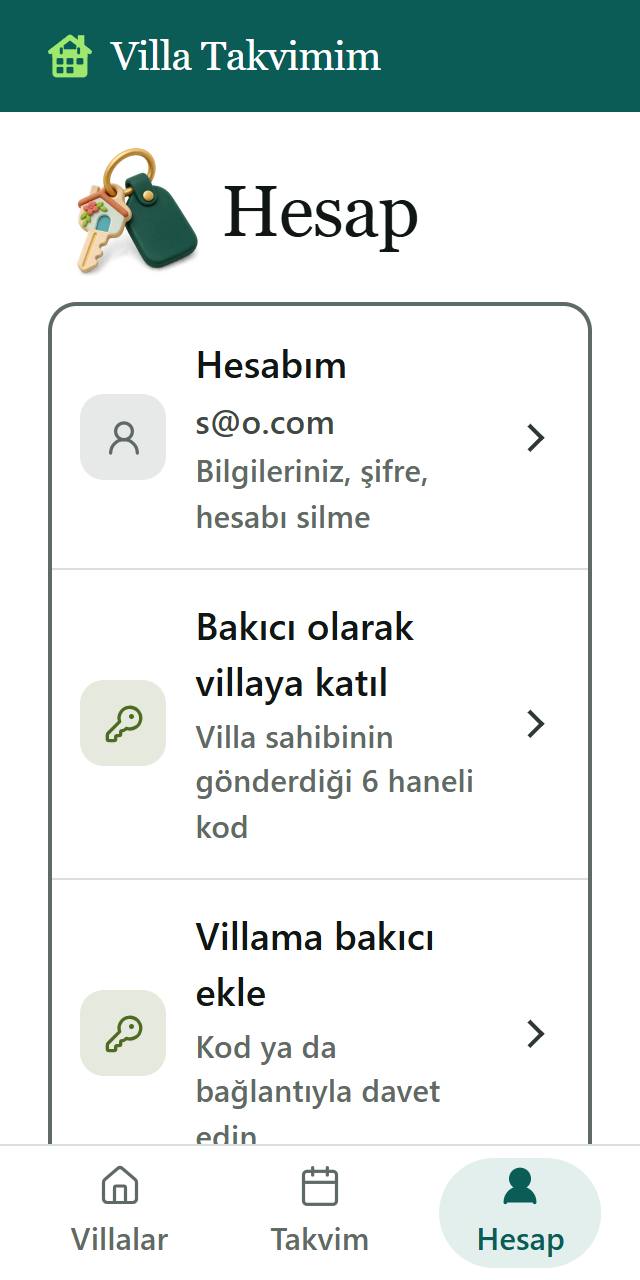 Villa Takvimim
Hesap
Hesabım
s@o.com
Bilgileriniz, şifre,
hesabı silme
Bakıcı olarak
villaya katıl
Villa sahibinin
gönderdiği 6 haneli
kod
Villama bakıcı
ekle
Kod ya da
bağlantıyla davet
edin
Villalar
Takvim
Hesap